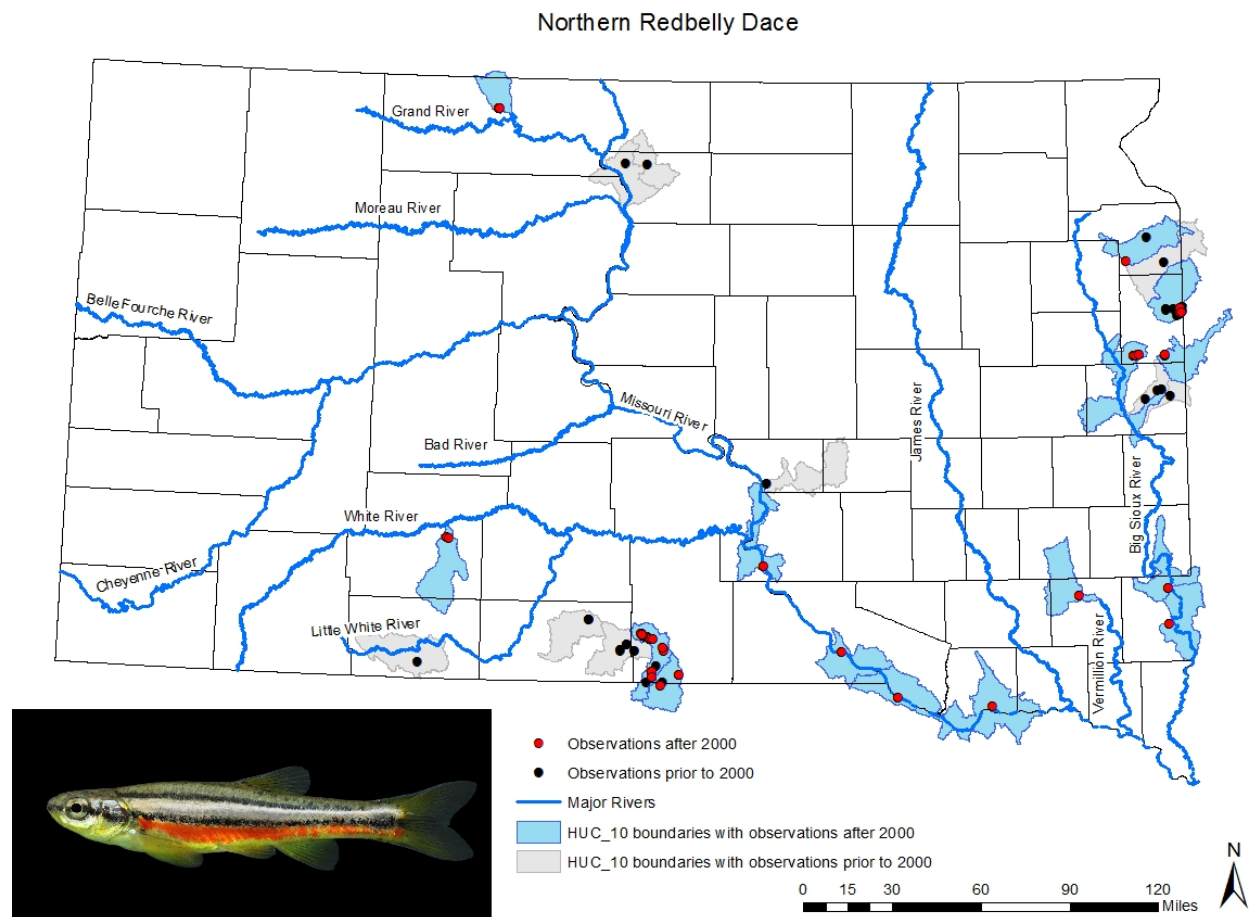 Northern Redbelly Dace
Grand River
Moreau River
Belle Fourche River
Missouri River
James River
Bad River
Big Sioux River
White River
Cheyenne River
Little White River
Vermillion River
Observations after 2000
Observations prior to 2000
Major Rivers
HUC_10 boundaries with observations after 2000
HUC_10 boundaries with observations prior to 2000
N
0 15 30 60 90 120
Miles